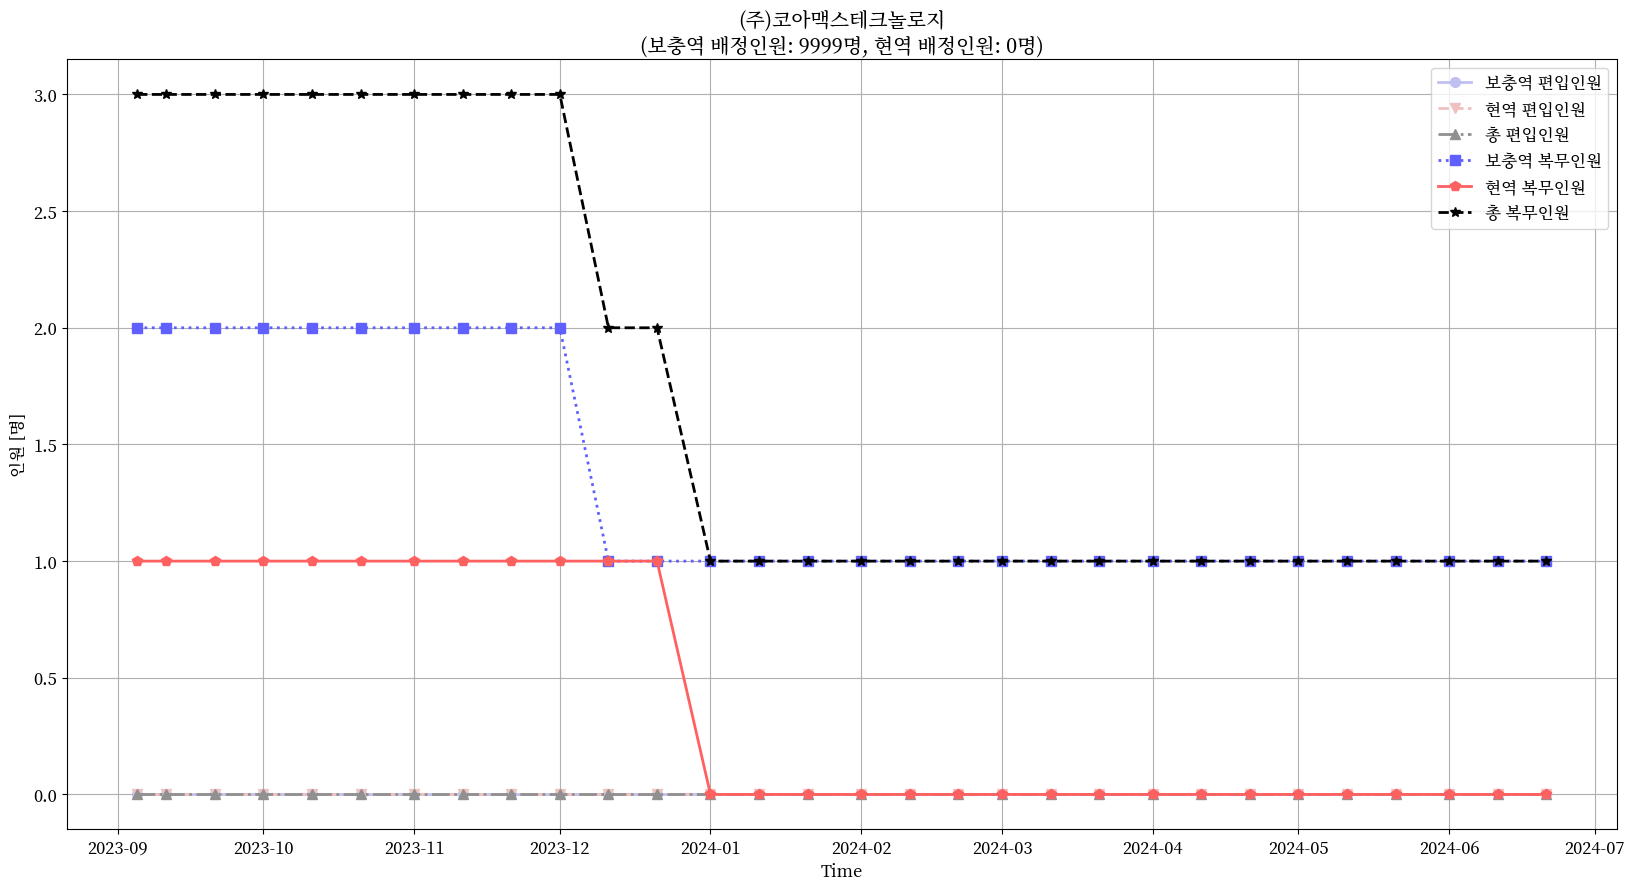 (주)코아맥스테크놀로지
(보충역 배정인원: 9999명, 현역 배정인원: 0명)
보충역 편입인원
현역 편입인원
총 편입인원
보충역 복무인원
현역 복무인원
총 복무인원
인원 [명]
3.0
2.5
2.0
1.5
1.0
0.5
0.0
2023-09 2023-10 2023-11 2023-12 2024-01 2024-02 2024-03 2024-04 2024-05 2024-06 2024-07
Time